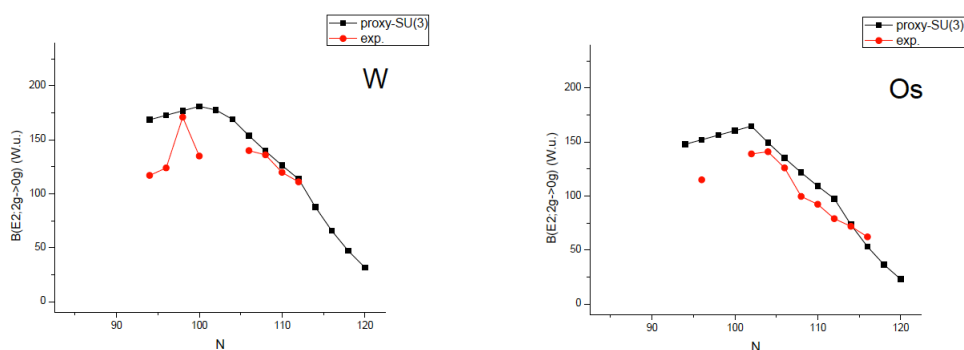 proxy-SU(3)
exp.
W
B(E2;2g->0g) (W.u.)
200
150
100
50
0
90 100 110 120
N
proxy-SU(3)
exp.
Os
B(E2;2g->0g) (W.u.)
200
150
100
50
0
90 100 110 120
N